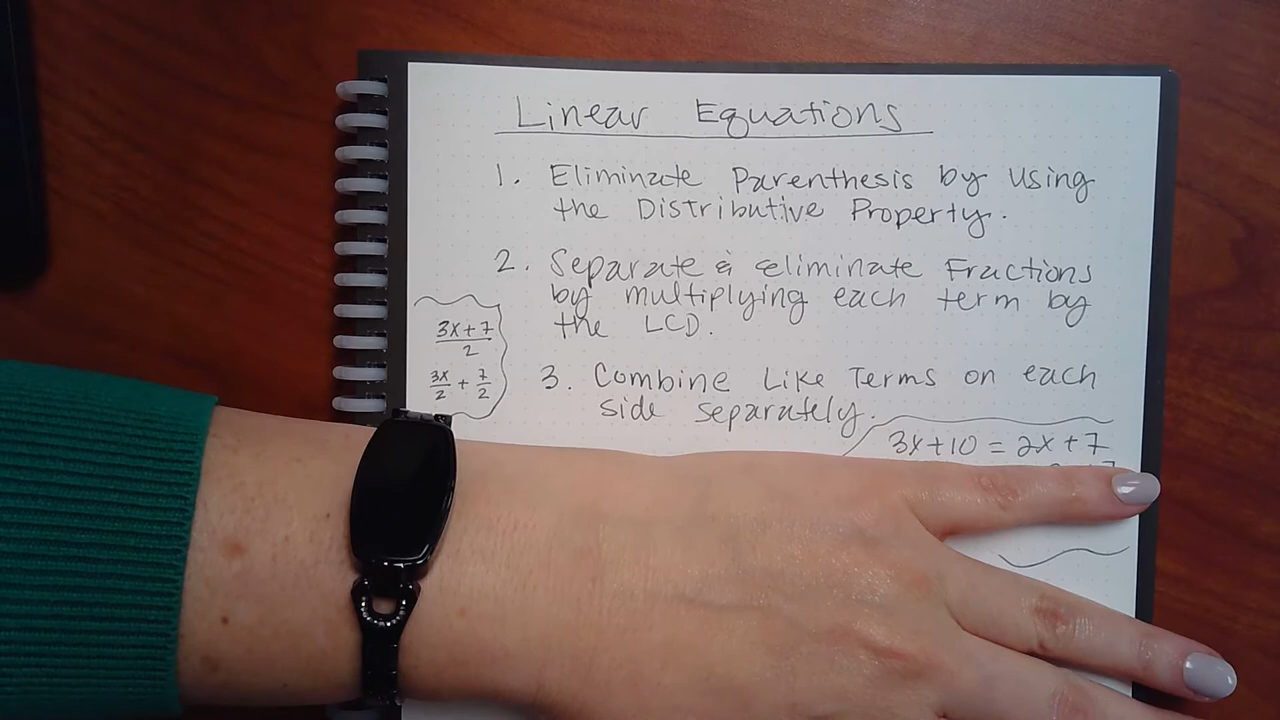 Linear Equations
1. Eliminate Parenthesis by Using
the Distributive Property.
2. Separate & eliminate Fractions
by multiplying each term by
the LCD.
3x+7
2
3x/2 + 7/2
3. Combine Like Terms on each
side separately.
3x+10 = 2x+7